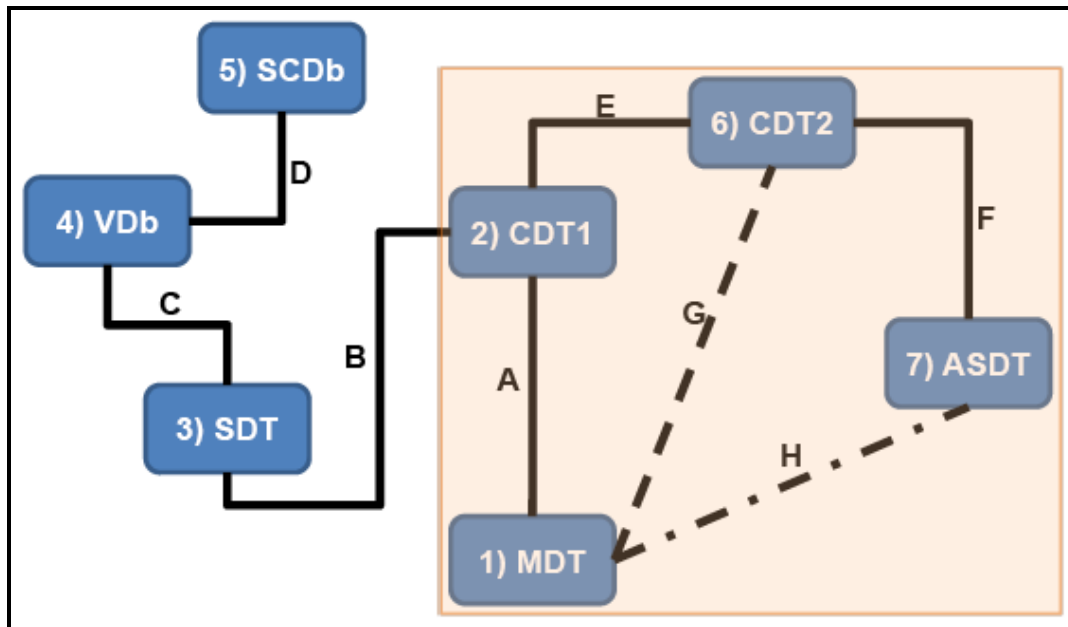 5) SCDb
E
6) CDT2
D
4) VDb
2) CDT1
F
C
G
B
A
7) ASDT
3) SDT
H
1) MDT